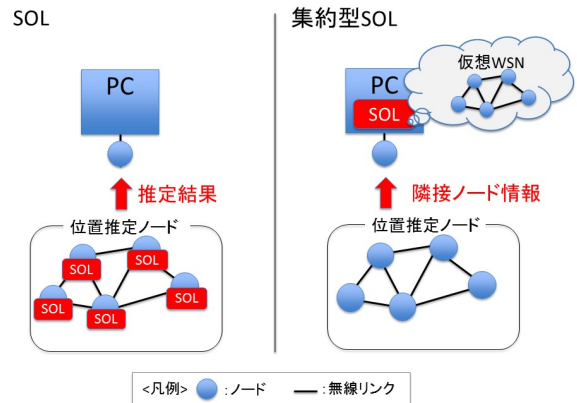 SOL
PC
推定結果
位置推定ノード
SOL
SOL
SOL
SOL
SOL
集約型SOL
仮想WSN
PC
SOL
隣接ノード情報
位置推定ノード
<凡例> :ノード :無線リンク